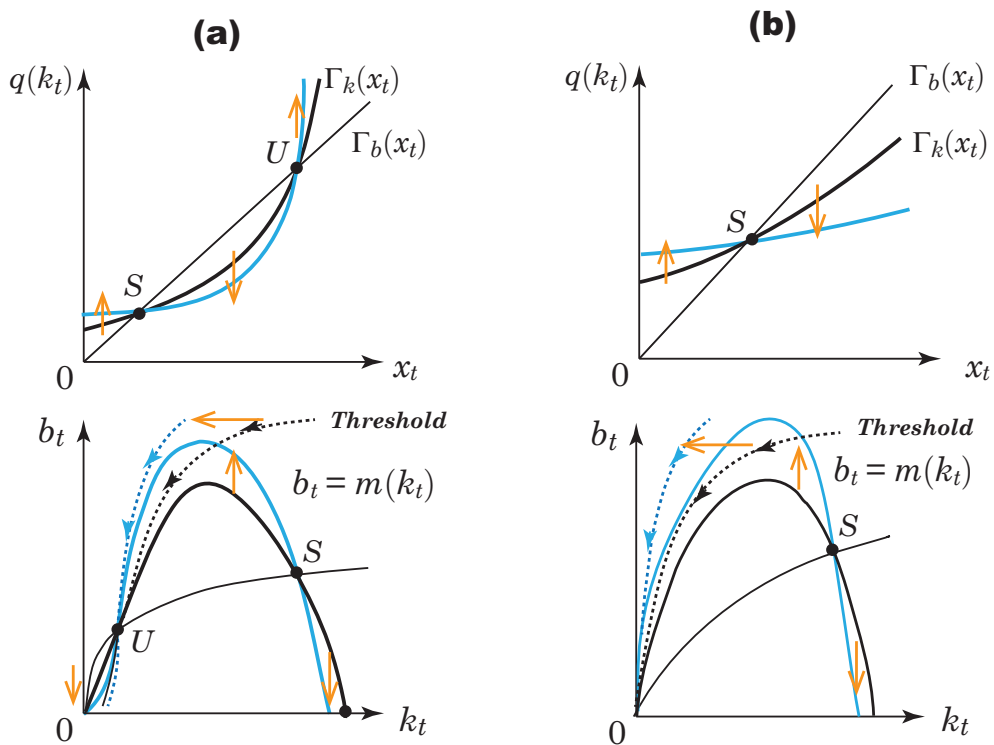 (a)
q(k_t)
Γ_k(x_t)
Γ_b(x_t)
U
S
0
x_t
(b)
q(k_t)
Γ_b(x_t)
Γ_k(x_t)
S
0
x_t
b_t
Threshold
b_t = m(k_t)
S
U
0
k_t
b_t
Threshold
b_t = m(k_t)
S
0
k_t